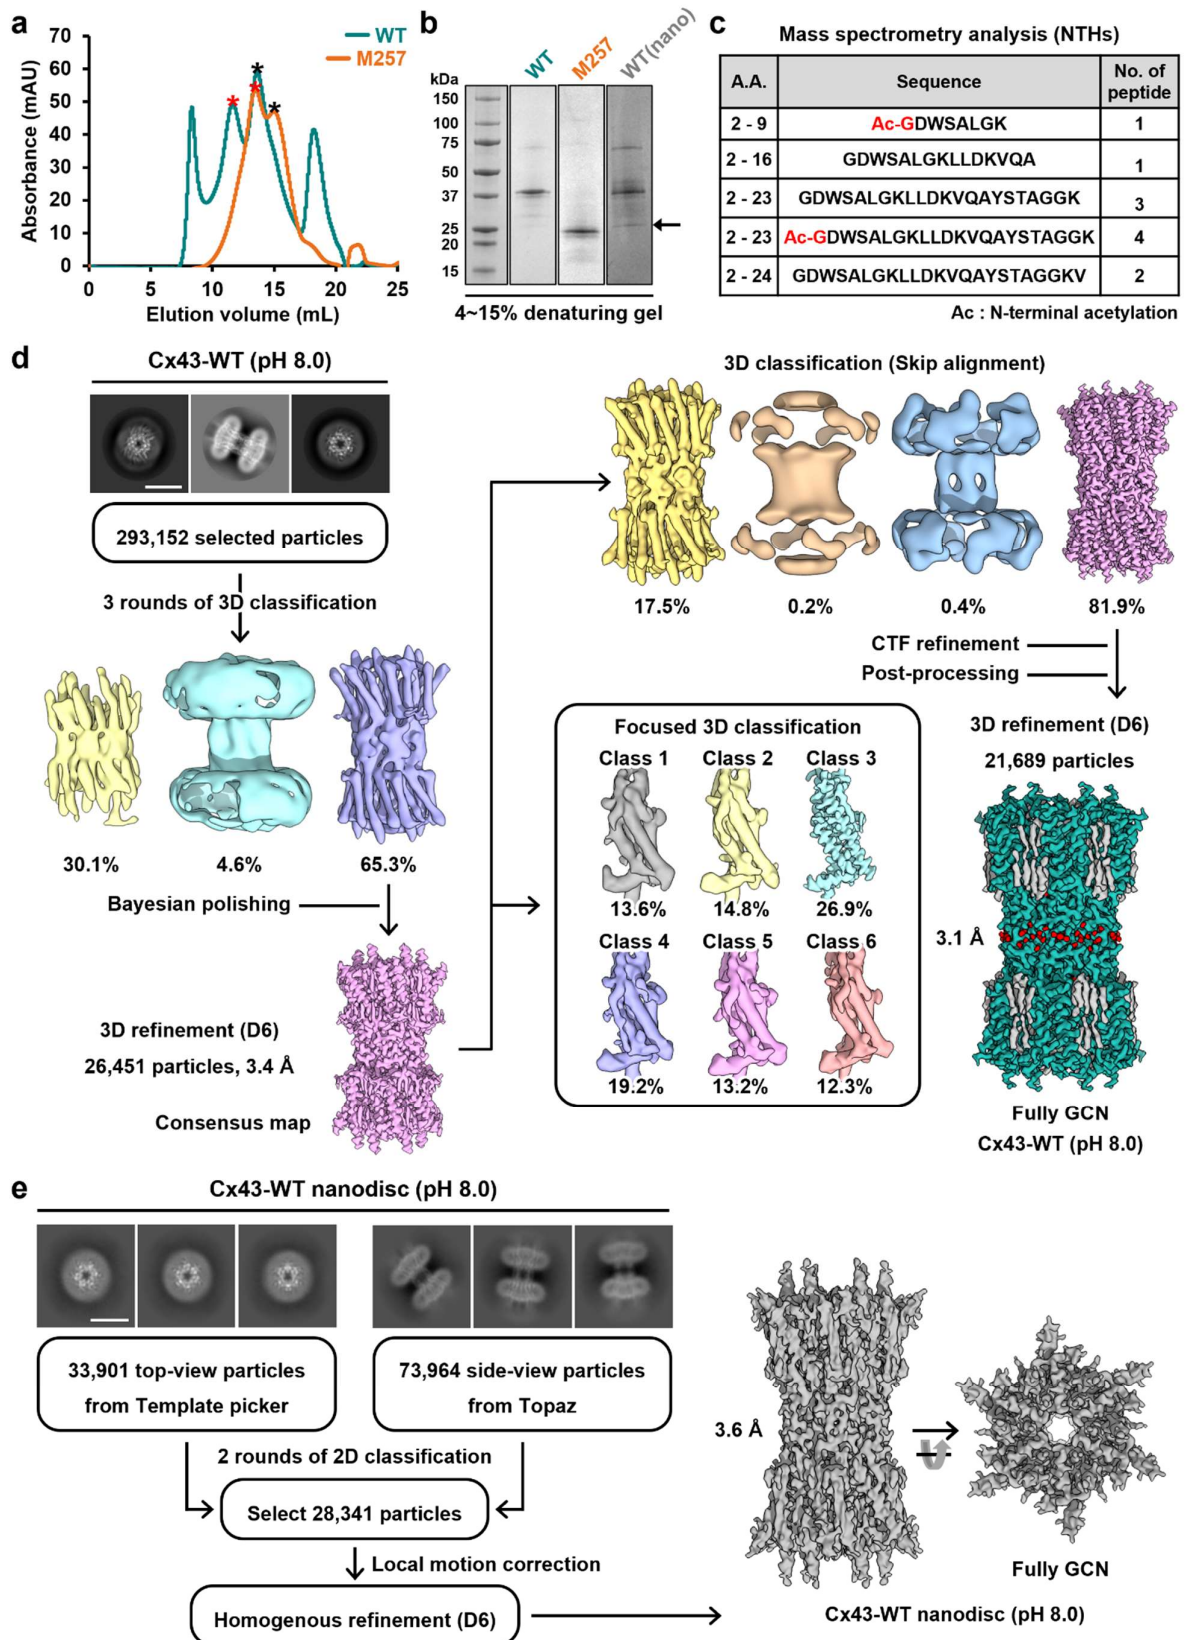 a
70
60
50
40
30
20
10
0
Absorbance (mAU)
WT
M257
*
*
*
*
0 5 10 15 20 25
Elution volume (mL)
b
kDa
WT
M257
WT(nano)
150
100
75
50
37
25
20
15
4~15% denaturing gel
c
Mass spectrometry analysis (NTHs)
A.A. Sequence No. of
peptide
2 - 9 Ac-GDWSALGK 1
2 - 16 GDWSALGKLLDKVQA 1
2 - 23 GDWSALGKLLDKVQAYSTAGGK 3
2 - 23 Ac-GDWSALGKLLDKVQAYSTAGGK 4
2 - 24 GDWSALGKLLDKVQAYSTAGGKV 2
Ac : N-terminal acetylation
d
Cx43-WT (pH 8.0)
293,152 selected particles
3 rounds of 3D classification
30.1% 4.6% 65.3%
Bayesian polishing
3D refinement (D6)
26,451 particles, 3.4 Å
Consensus map
3D classification (Skip alignment)
17.5% 0.2% 0.4% 81.9%
CTF refinement
Post-processing
Focused 3D classification
Class 1 Class 2 Class 3
13.6% 14.8% 26.9%
Class 4 Class 5 Class 6
19.2% 13.2% 12.3%
3D refinement (D6)
21,689 particles
3.1 Å
Fully GCN
Cx43-WT (pH 8.0)
e
Cx43-WT nanodisc (pH 8.0)
33,901 top-view particles
from Template picker
73,964 side-view particles
from Topaz
2 rounds of 2D classification
Select 28,341 particles
Local motion correction
Homogenous refinement (D6)
3.6 Å
Fully GCN
Cx43-WT nanodisc (pH 8.0)